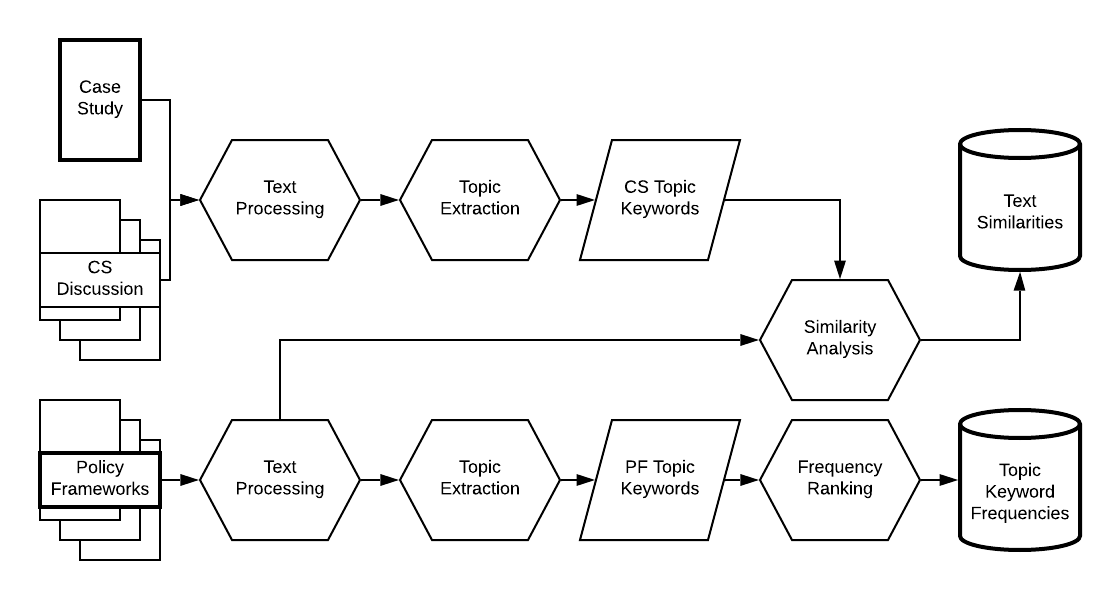 Case
Study
Text
Processing
Topic
Extraction
CS Topic
Keywords
Text
Similarities
CS
Discussion
Similarity
Analysis
Policy
Frameworks
Text
Processing
Topic
Extraction
PF Topic
Keywords
Frequency
Ranking
Topic
Keyword
Frequencies